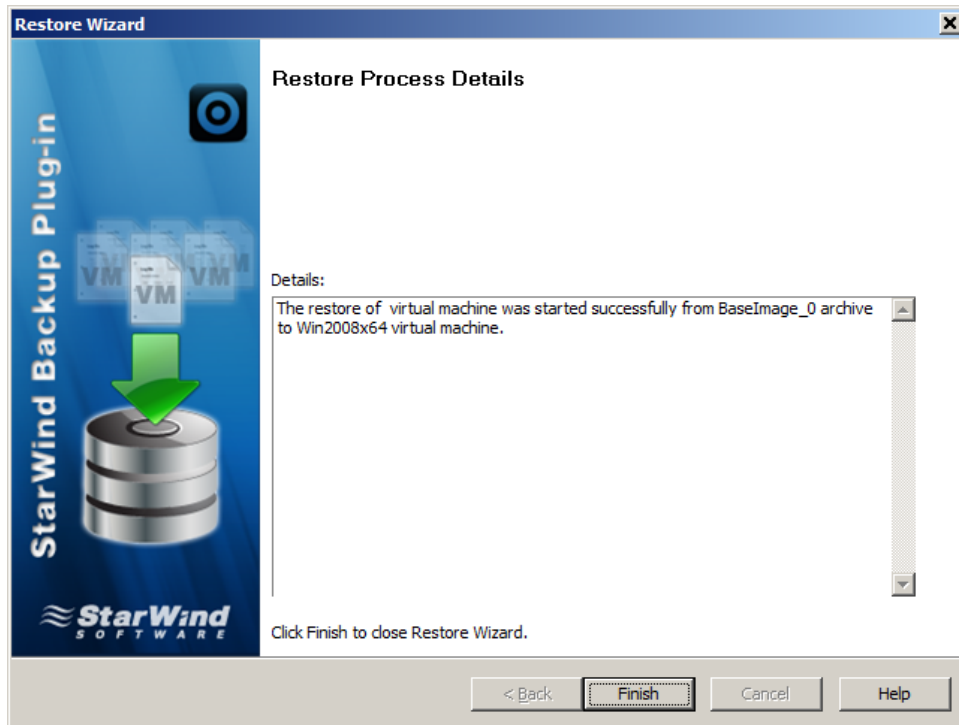 Restore Wizard
StarWind Backup Plug-in
VM
VM
VM
StarWind
SOFTWARE
Restore Process Details
Details:
The restore of  virtual machine was started successfully from BaseImage_0 archive
to Win2008x64 virtual machine.
Click Finish to close Restore Wizard.
< Back
Finish
Cancel
Help